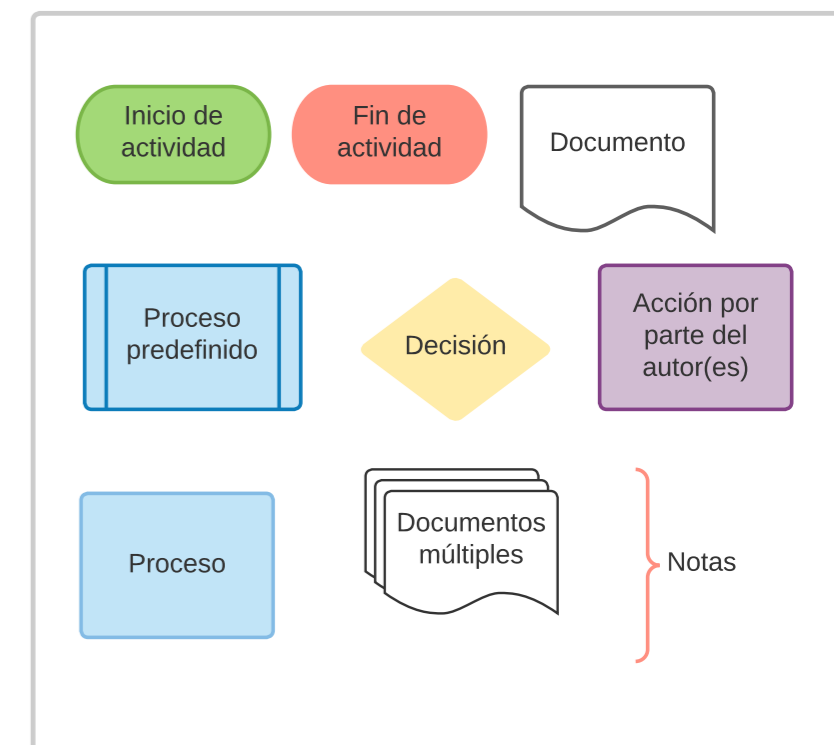 Inicio de
actividad
Fin de
actividad
Documento
Proceso
predefinido
Decisión
Acción por
parte del
autor(es)
Proceso
Documentos
múltiples
Notas